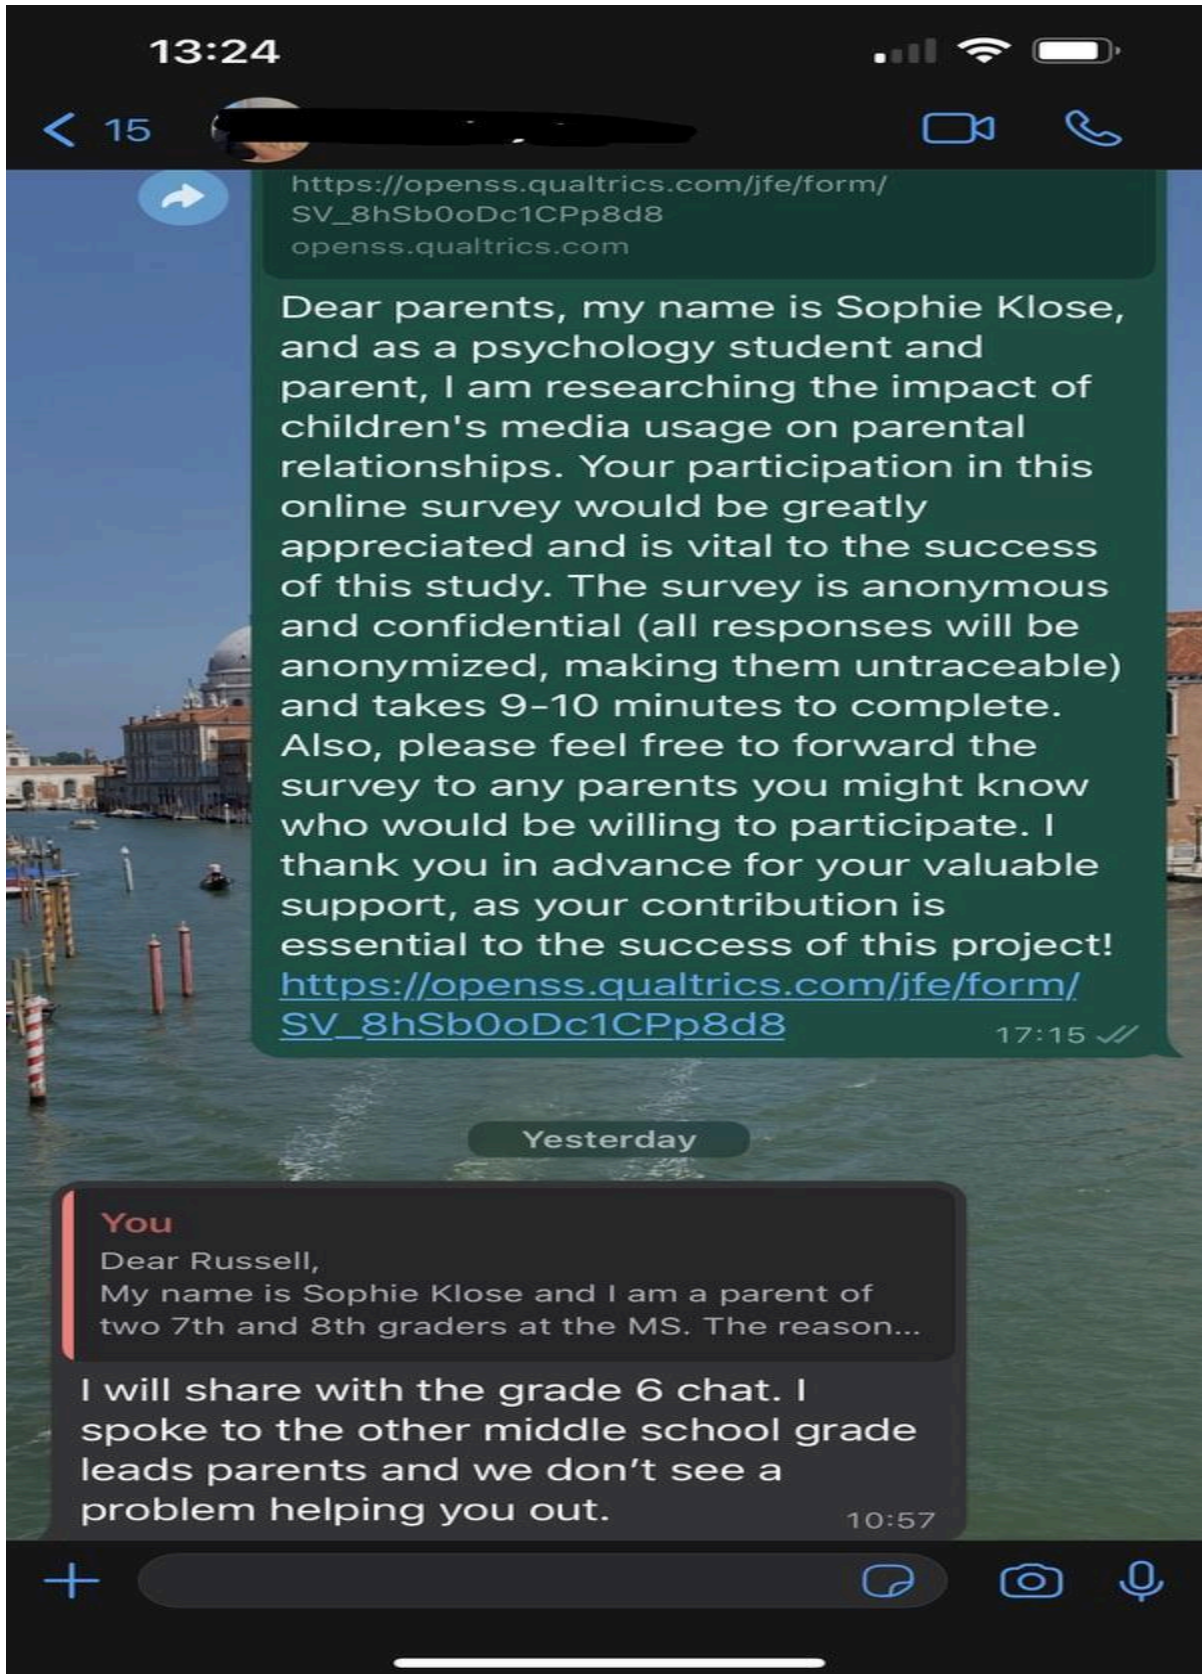 13:24
15
https://openss.qualtrics.com/jfe/form/
SV_8hSb0oDc1CPp8d8
openss.qualtrics.com
Dear parents, my name is Sophie Klose,
and as a psychology student and
parent, I am researching the impact of
children's media usage on parental
relationships. Your participation in this
online survey would be greatly
appreciated and is vital to the success
of this study. The survey is anonymous
and confidential (all responses will be
anonymized, making them untraceable)
and takes 9-10 minutes to complete.
Also, please feel free to forward the
survey to any parents you might know
who would be willing to participate. I
thank you in advance for your valuable
support, as your contribution is
essential to the success of this project!
https://openss.qualtrics.com/jfe/form/
SV_8hSb0oDc1CPp8d8
17:15
Yesterday
You
Dear Russell,
My name is Sophie Klose and I am a parent of
two 7th and 8th graders at the MS. The reason...
I will share with the grade 6 chat. I
spoke to the other middle school grade
leads parents and we don't see a
problem helping you out.
10:57